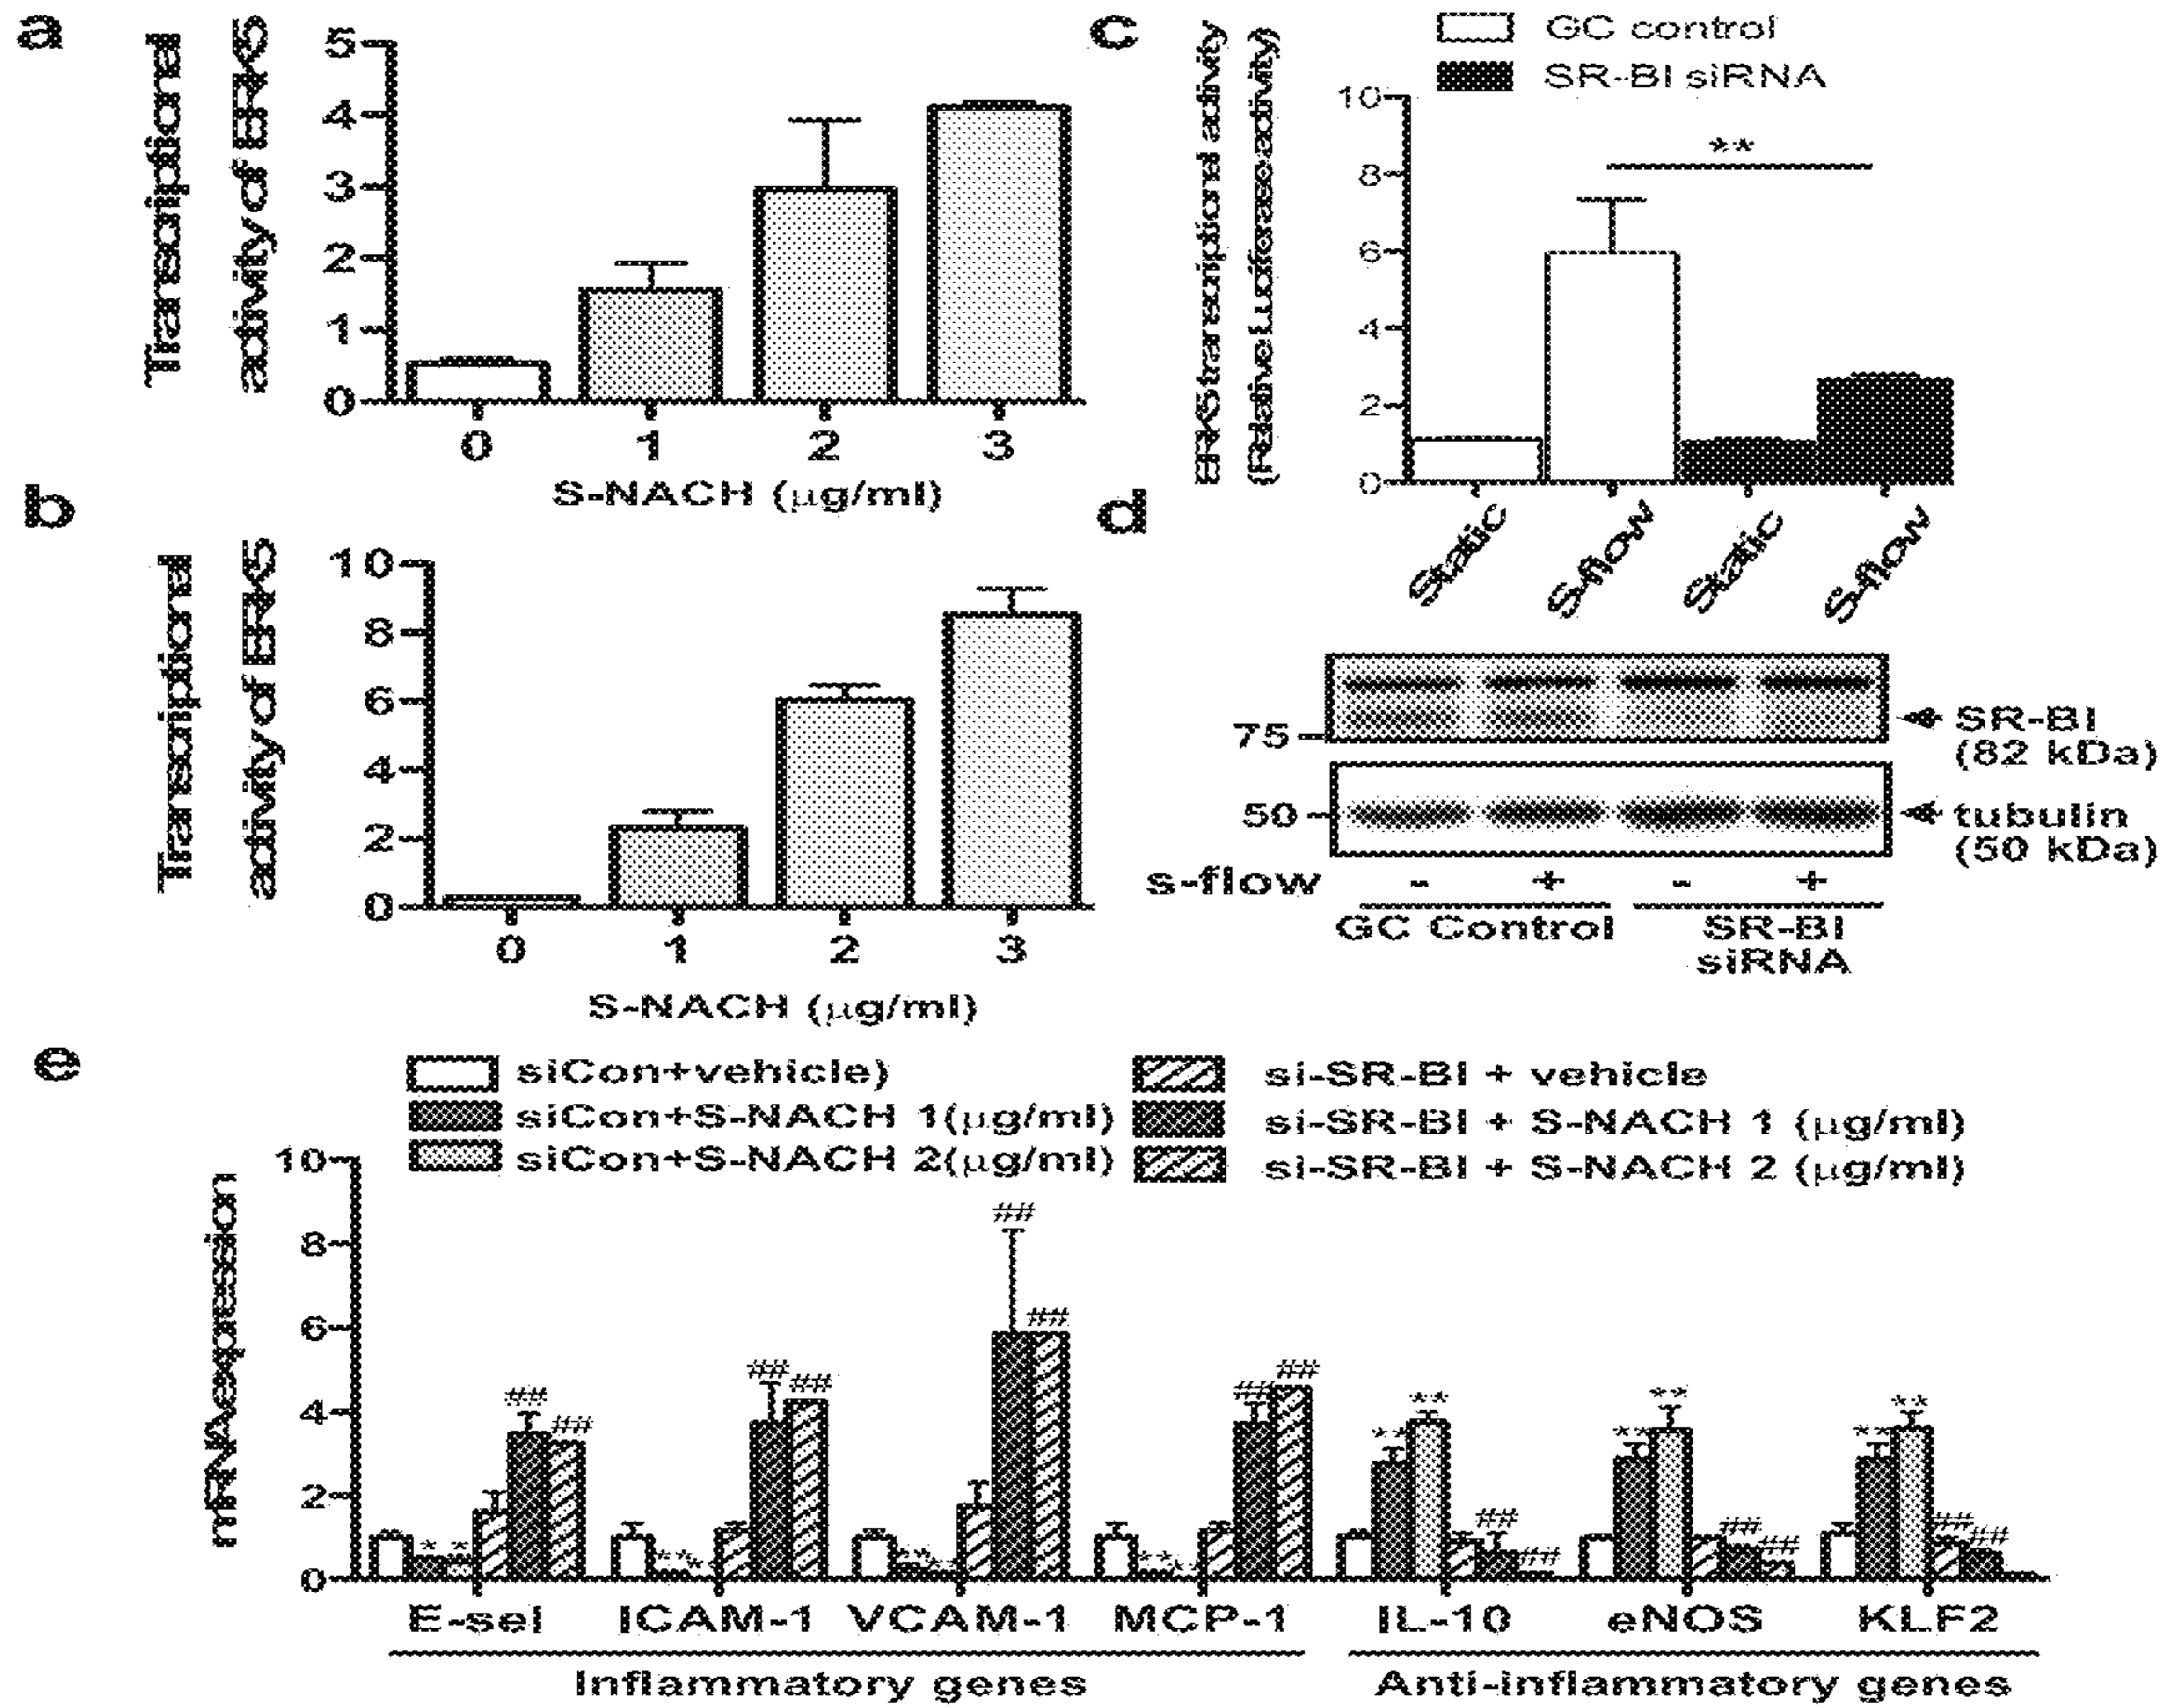 a
Transcriptional
activity of ERK5
5
4
3
2
1
0
0 1 2 3
S-NACH (μg/ml)
b
Transcriptional
activity of ERK5
10
8
6
4
2
0
0 1 2 3
S-NACH (μg/ml)
c
GC control
SR-BI siRNA
ERK5 transcriptional activity
(Relative Luciferase activity)
10
8
6
4
2
0
**
Static S-flow Static S-flow
d
75
SR-BI
(82 kDa)
50
tubulin
(50 kDa)
s-flow - + - +
GC Control SR-BI
siRNA
e
siCon+vehicle)
siCon+S-NACH 1(μg/ml)
siCon+S-NACH 2(μg/ml)
si-SR-BI + vehicle
si-SR-BI + S-NACH 1 (μg/ml)
si-SR-BI + S-NACH 2 (μg/ml)
mRNA expression
10
8
6
4
2
0
* * ## ##
** ** ## ##
** ** ## ##
** ** ## ##
** ** ## ##
** ** ## ##
** ** ## ##
E-sel ICAM-1 VCAM-1 MCP-1 IL-10 eNOS KLF2
Inflammatory genes Anti-inflammatory genes